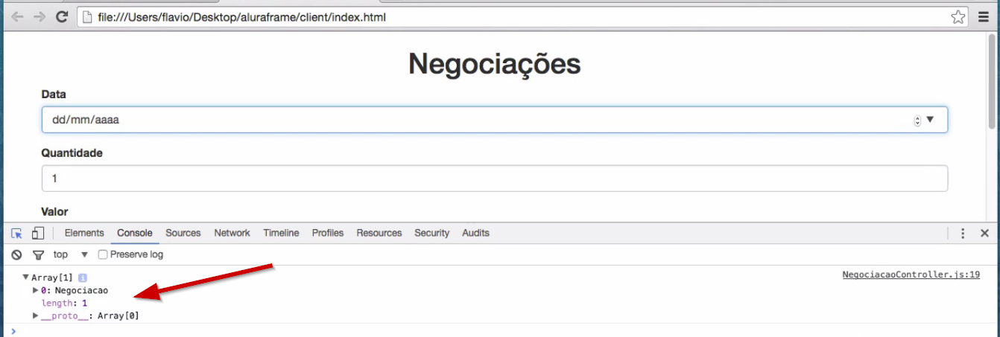 file:///Users/flavio/Desktop/aluraframe/client/index.html
Negociações
Data
dd/mm/aaaa
Quantidade
1
Valor
Elements Console Sources Network Timeline Profiles Resources Security Audits
top Preserve log
Array[1] NegociacaoController.js:19
0: Negociacao
length: 1
__proto__: Array[0]